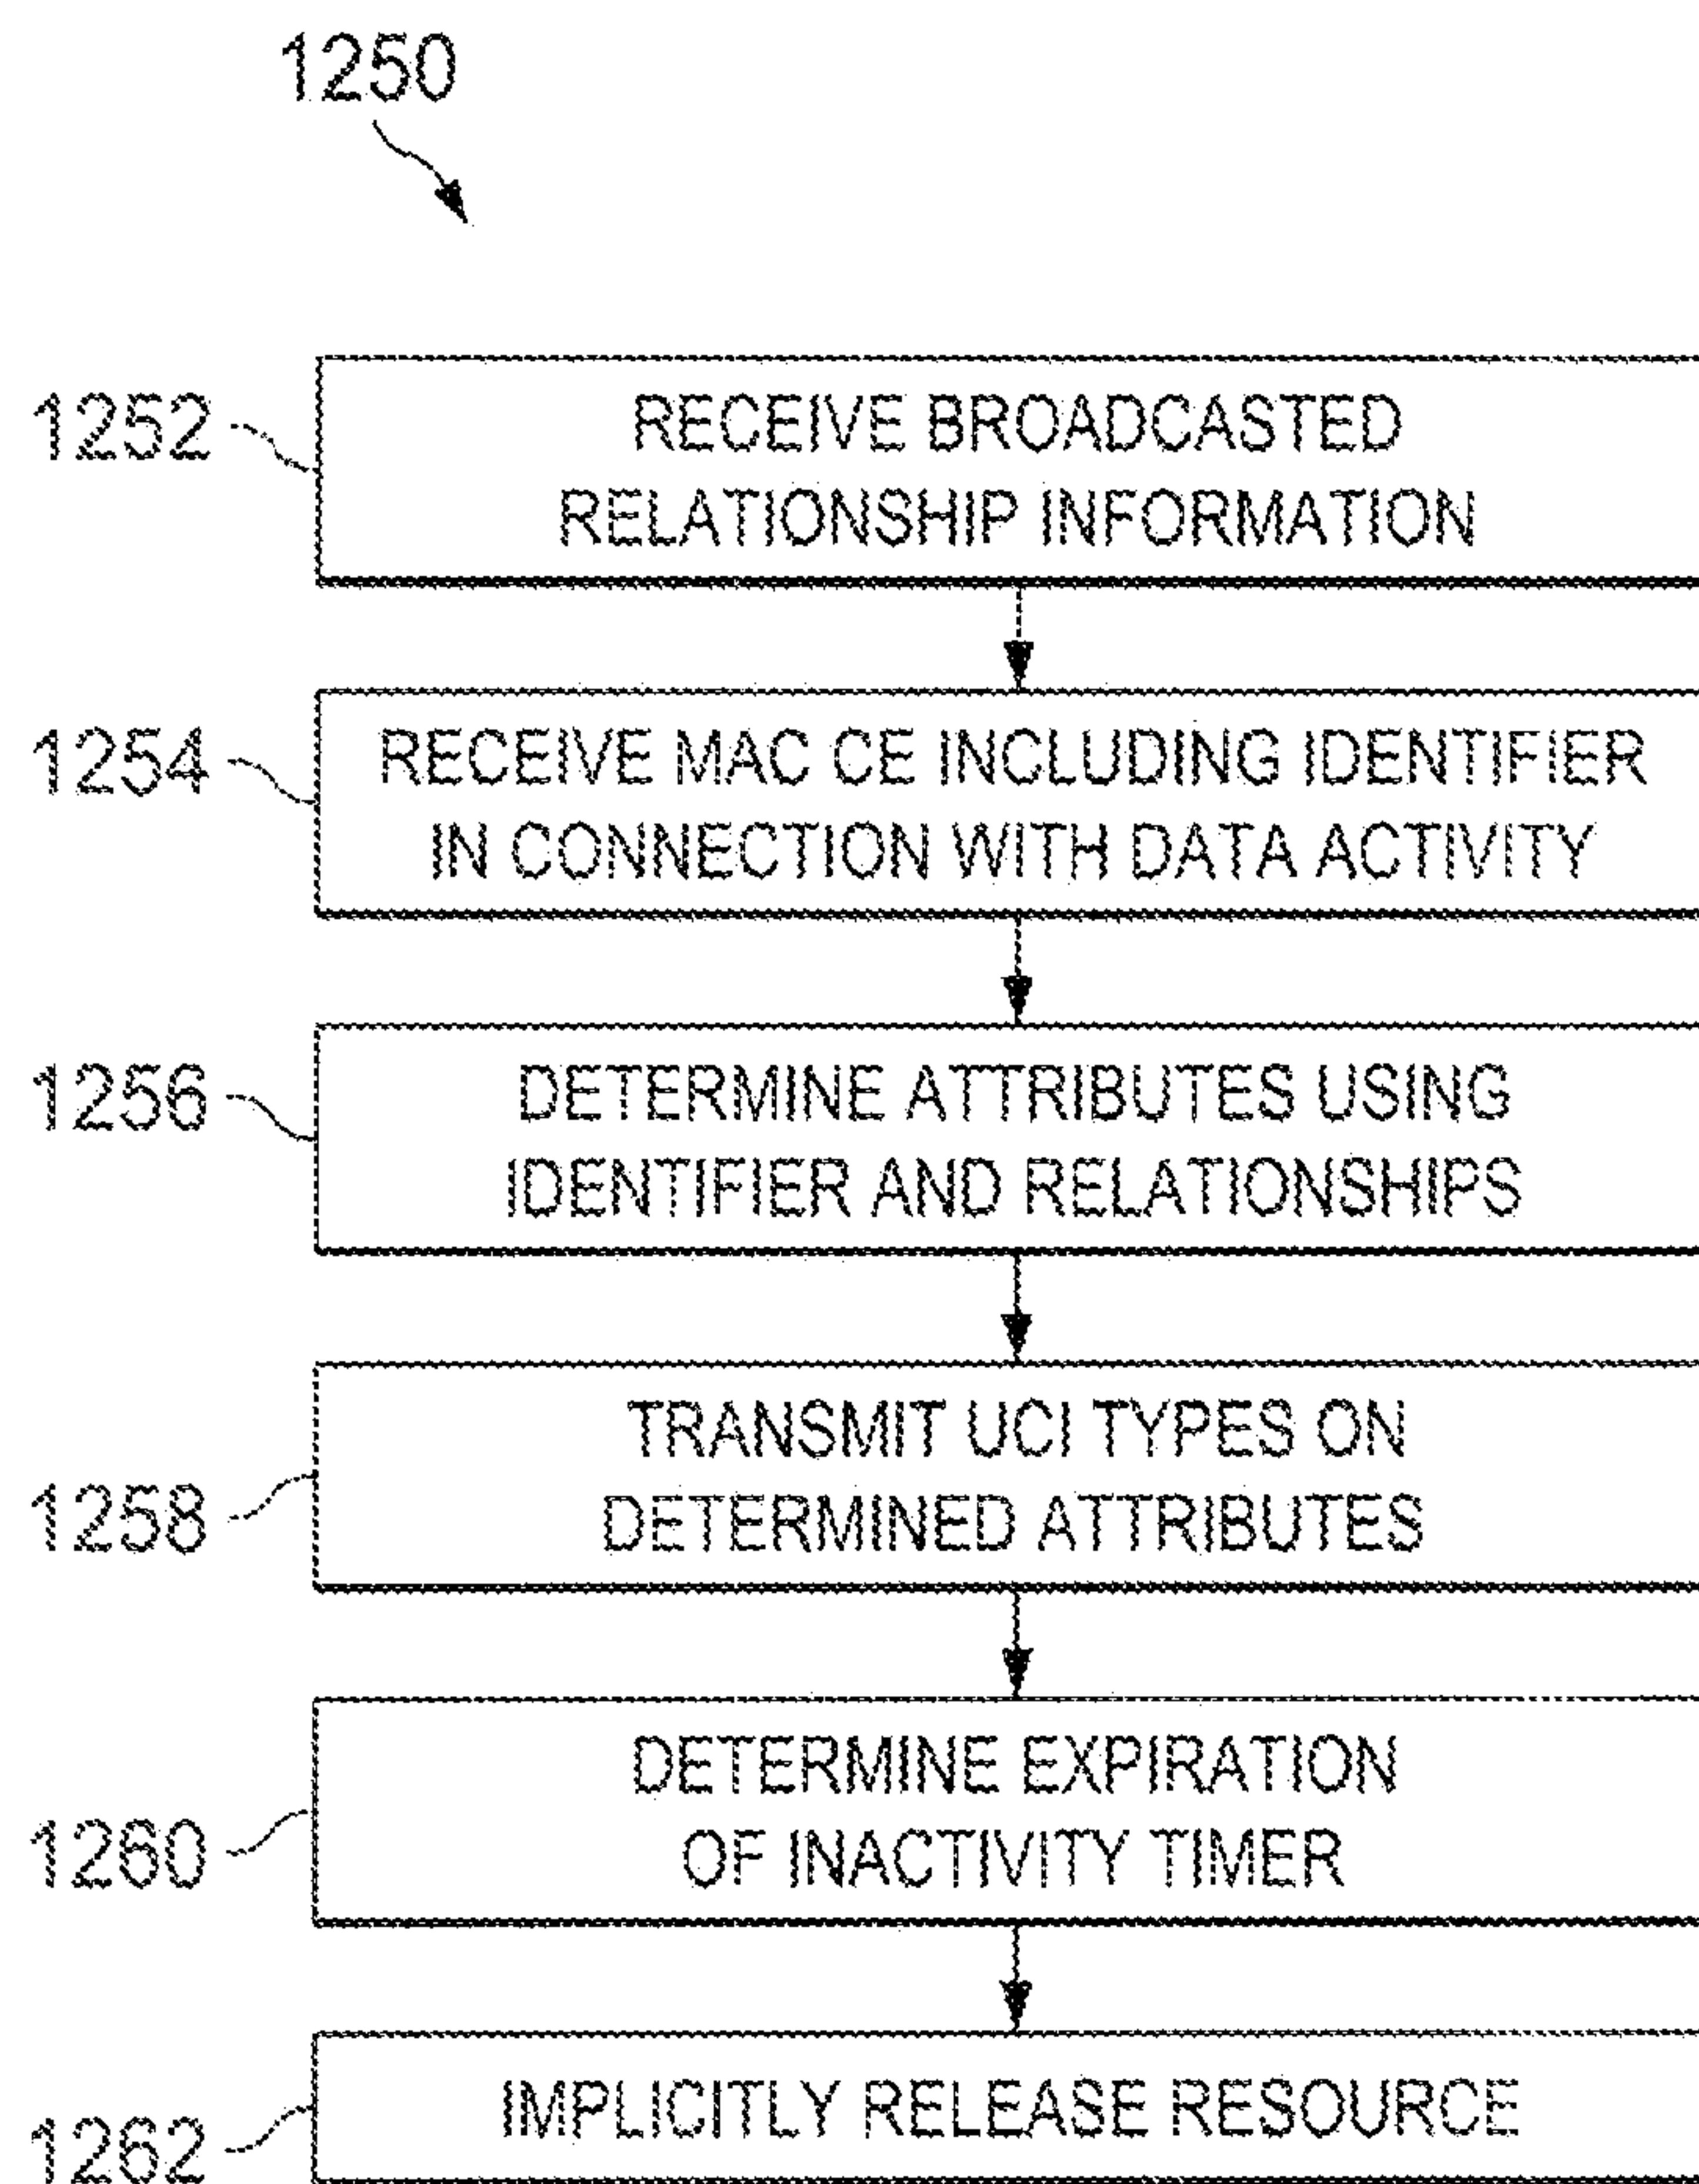 1250
1252
RECEIVE BROADCASTED
RELATIONSHIP INFORMATION
1254
RECEIVE MAC CE INCLUDING IDENTIFIER
IN CONNECTION WITH DATA ACTIVITY
1256
DETERMINE ATTRIBUTES USING
IDENTIFIER AND RELATIONSHIPS
1258
TRANSMIT UCI TYPES ON
DETERMINED ATTRIBUTES
1260
DETERMINE EXPIRATION
OF INACTIVITY TIMER
1262
IMPLICITLY RELEASE RESOURCE